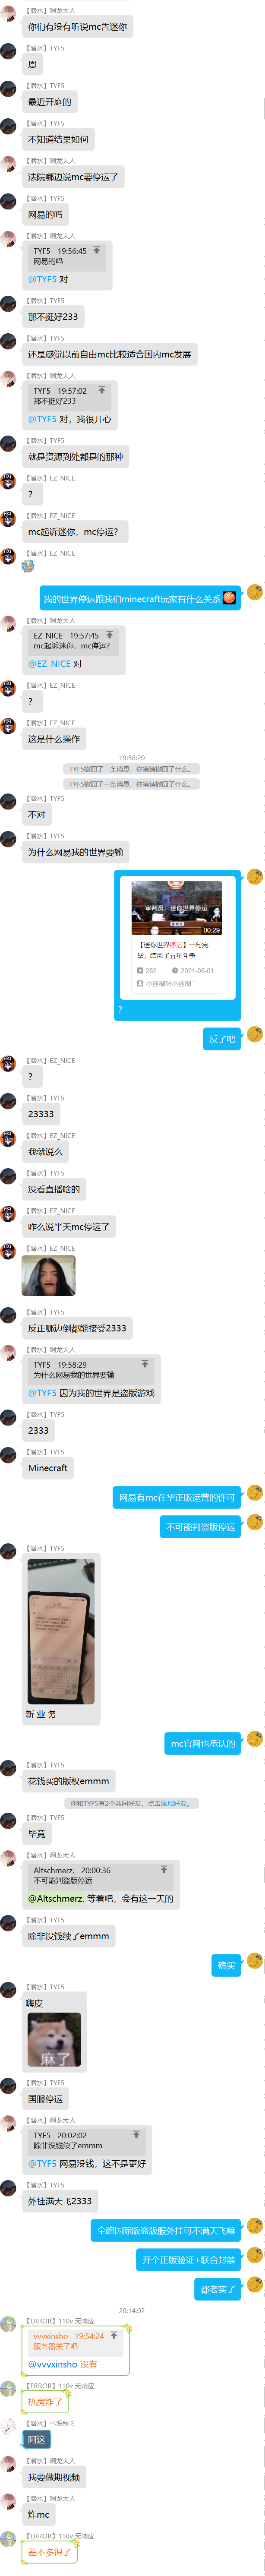 【潜水】啊龙大人
你们有没有听说mc告迷你
【潜水】TYF5
恩
【潜水】TYF5
最近开庭的
【潜水】TYF5
不知道结果如何
【潜水】啊龙大人
法院哪边说mc要停运了
【潜水】TYF5
网易的吗
【潜水】啊龙大人
TYF5 19:56:45
网易的吗
@TYF5 对
【潜水】TYF5
那不挺好233
【潜水】TYF5
还是感觉以前自由mc比较适合国内mc发展
【潜水】啊龙大人
TYF5 19:57:02
那不挺好233
@TYF5 对，我很开心
【潜水】TYF5
就是资源到处都是的那种
【潜水】EZ_NICE
?
【潜水】EZ_NICE
mc起诉迷你，mc停运?
【潜水】EZ_NICE
我的世界停运跟我们minecraft玩家有什么关系
【潜水】啊龙大人
EZ_NICE 19:57:45
mc起诉迷你，mc停运?
@EZ_NICE 对
【潜水】EZ_NICE
?
【潜水】EZ_NICE
这是什么操作
19:58:20
TYF5撤回了一条消息，你猜猜撤回了什么。
TYF5撤回了一条消息，你猜猜撤回了什么。
【潜水】TYF5
不对
【潜水】TYF5
为什么网易我的世界要输
审判员：迷你世界停运
00:29
【迷你世界停运】一句完
毕，结束了五年斗争
282 2021-08-01
?
反了吧
【潜水】EZ_NICE
?
【潜水】TYF5
23333
【潜水】EZ_NICE
我就说么
【潜水】TYF5
没看直播啥的
【潜水】EZ_NICE
咋么说半天mc停运了
【潜水】EZ_NICE
【潜水】TYF5
反正哪边倒都能接受2333
【潜水】啊龙大人
TYF5 19:58:29
为什么网易我的世界要输
@TYF5 因为我的世界是盗版游戏
【潜水】TYF5
2333
【潜水】TYF5
Minecraft
网易有mc在华正版运营的许可
不可能判盗版停运
【潜水】TYF5
新 业 务
mc官网也承认的
【潜水】TYF5
花钱买的版权emmm
你和TYF5有2个共同好友，点击添加好友。
【潜水】TYF5
毕竟
【潜水】啊龙大人
Altschmerz. 20:00:36
不可能判盗版停运
@Altschmerz. 等着吧，会有这一天的
【潜水】TYF5
除非没钱续了emmm
确实
【潜水】TYF5
嗨皮
麻了
【潜水】TYF5
国服停运
【潜水】啊龙大人
TYF5 20:02:02
除非没钱续了emmm
@TYF5 网易没钱，这不是更好
【潜水】TYF5
外挂满天飞2333
全跑国际版盗版服外挂可不满天飞嘛
开个正版验证+联合封禁
都老实了
20:14:02
【ERROR】110v 无响应
vvvxinsho 19:54:24
服务器关了吧
@vvvxinsho 没有
【ERROR】110v 无响应
机房炸了
阿这
【潜水】啊龙大人
我要做期视频
【潜水】啊龙大人
炸mc
【ERROR】110v 无响应
差不多得了